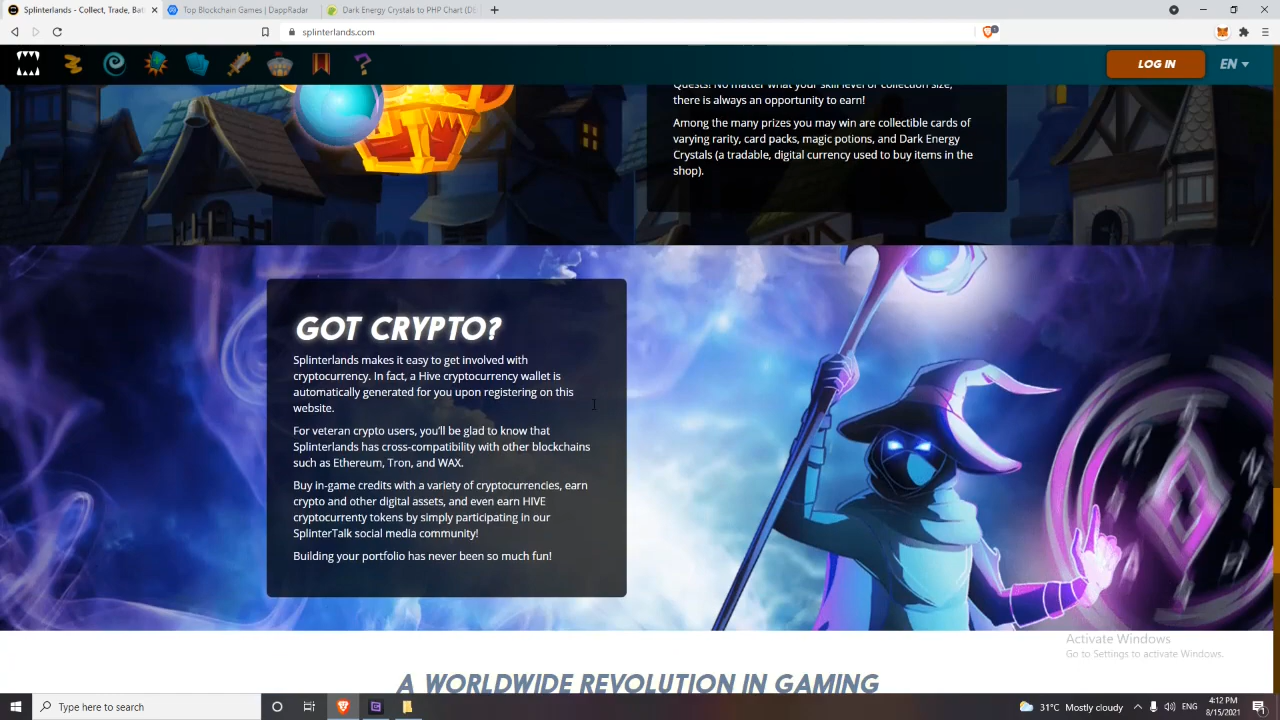 Splinterlands - Collect, Trade, Bat
Top Blockchain Games | DappRadar
Dark Energy Crystals to PHP Chart (DE
splinterlands.com
LOG IN
EN
Quests! No matter what your skill level or collection size,
there is always an opportunity to earn!
Among the many prizes you may win are collectible cards of
varying rarity, card packs, magic potions, and Dark Energy
Crystals (a tradable, digital currency used to buy items in the
shop).
GOT CRYPTO?
Splinterlands makes it easy to get involved with
cryptocurrency. In fact, a Hive cryptocurrency wallet is
automatically generated for you upon registering on this
website.
For veteran crypto users, you'll be glad to know that
Splinterlands has cross-compatibility with other blockchains
such as Ethereum, Tron, and WAX.
Buy in-game credits with a variety of cryptocurrencies, earn
crypto and other digital assets, and even earn HIVE
cryptocurrenty tokens by simply participating in our
SplinterTalk social media community!
Building your portfolio has never been so much fun!
Activate Windows
Go to Settings to activate Windows.
A WORLDWIDE REVOLUTION IN GAMING
Type here to search
31°C Mostly cloudy
ENG
4:12 PM
8/15/2021